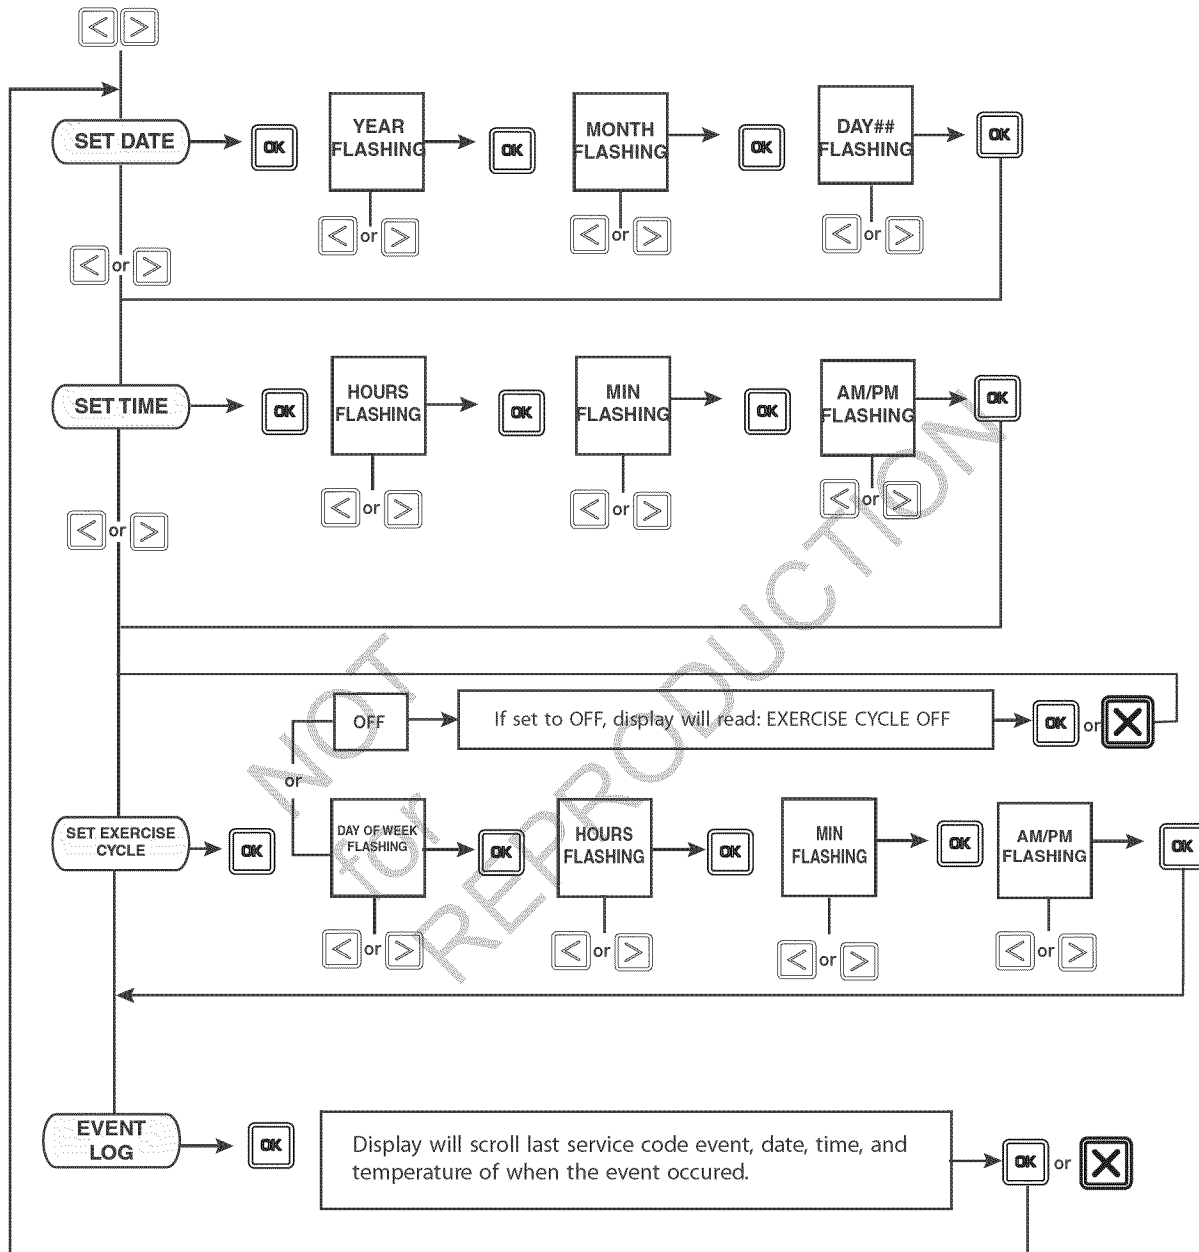 < >
SET DATE
OK
YEAR
FLASHING
OK
MONTH
FLASHING
OK
DAY##
FLASHING
OK
< or >
< or >
< or >
< or >
SET TIME
OK
HOURS
FLASHING
OK
MIN
FLASHING
OK
AM/PM
FLASHING
OK
< or >
< or >
< or >
< or >
OFF
If set to OFF, display will read: EXERCISE CYCLE OFF
OK or X
or
SET EXERCISE
CYCLE
OK
DAY OF WEEK
FLASHING
OK
HOURS
FLASHING
OK
MIN
FLASHING
OK
AM/PM
FLASHING
OK
< or >
< or >
< or >
< or >
EVENT
LOG
OK
Display will scroll last service code event, date, time, and
temperature of when the event occured.
OK or X
NOT
for
REPRODUCTION